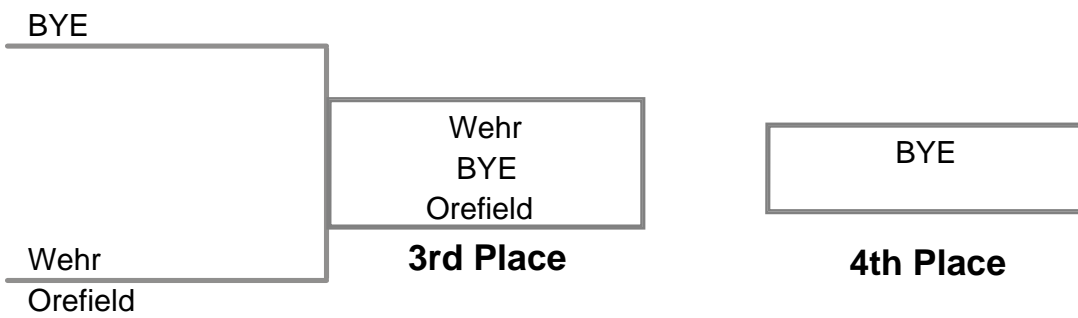 BYE
Wehr
Orefield
Wehr
BYE
Orefield
3rd Place
BYE
4th Place